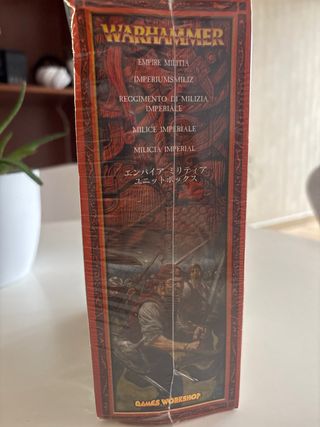 WARHAMMER
EMPIRE MILITIA
IMPERIUMSMILIZ
REGGIMENTO DI MILIZIA
IMPERIALE
MILICE IMPERIALE
MILICIA IMPERIAL
エンパイア ミリティア
ユニットボックス
GAMES WORKSHOP